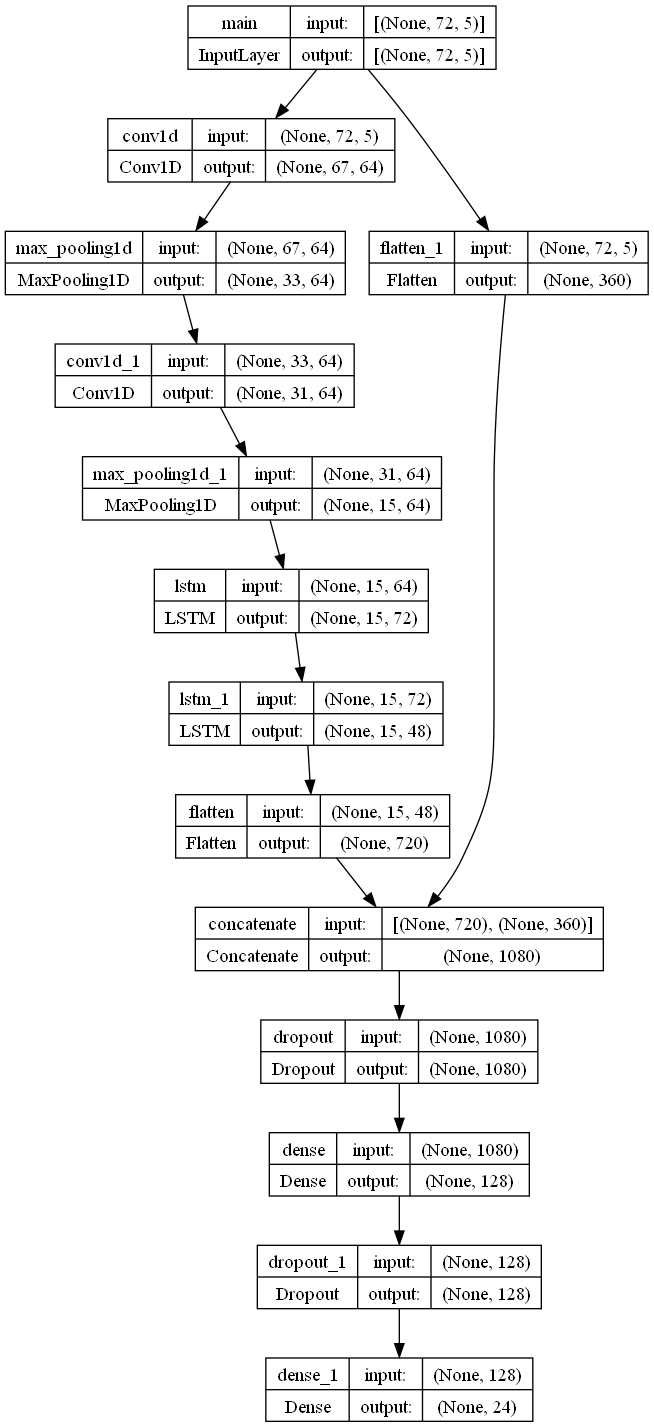 main input: [(None, 72, 5)]
InputLayer output: [(None, 72, 5)]
conv1d input: (None, 72, 5)
Conv1D output: (None, 67, 64)
max_pooling1d input: (None, 67, 64)
MaxPooling1D output: (None, 33, 64)
flatten_1 input: (None, 72, 5)
Flatten output: (None, 360)
conv1d_1 input: (None, 33, 64)
Conv1D output: (None, 31, 64)
max_pooling1d_1 input: (None, 31, 64)
MaxPooling1D output: (None, 15, 64)
lstm input: (None, 15, 64)
LSTM output: (None, 15, 72)
lstm_1 input: (None, 15, 72)
LSTM output: (None, 15, 48)
flatten input: (None, 15, 48)
Flatten output: (None, 720)
concatenate input: [(None, 720), (None, 360)]
Concatenate output: (None, 1080)
dropout input: (None, 1080)
Dropout output: (None, 1080)
dense input: (None, 1080)
Dense output: (None, 128)
dropout_1 input: (None, 128)
Dropout output: (None, 128)
dense_1 input: (None, 128)
Dense output: (None, 24)